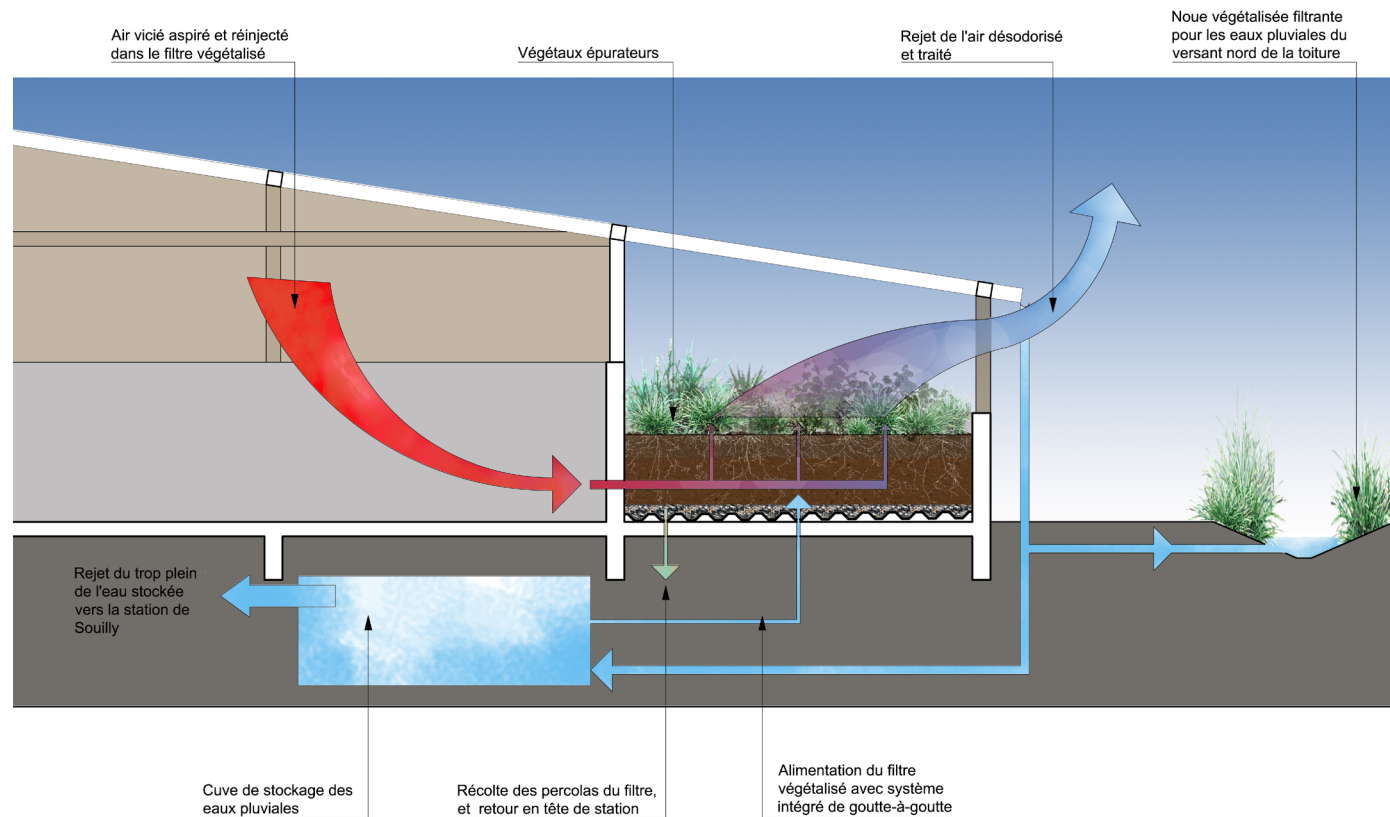 Air vicié aspiré et réinjecté
dans le filtre végétalisé
Végétaux épurateurs
Rejet de l'air désodorisé
et traité
Noue végétalisée filtrante
pour les eaux pluviales du
versant nord de la toiture
Rejet du trop plein
de l'eau stockée
vers la station de
Souilly
Cuve de stockage des
eaux pluviales
Récolte des percolas du filtre,
et retour en tête de station
Alimentation du filtre
végétalisé avec système
intégré de goutte-à-goutte